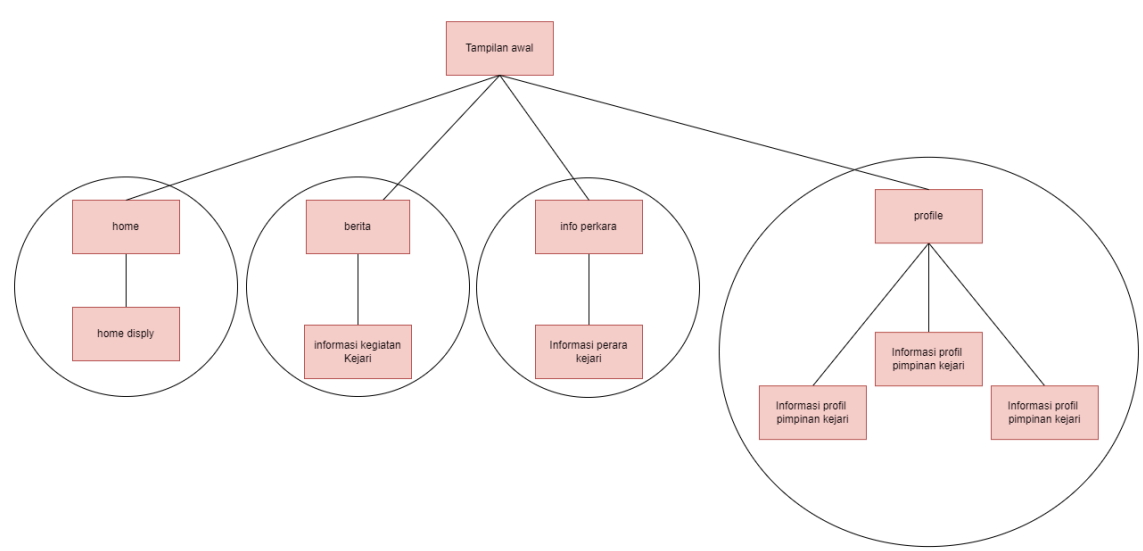 Tampilan awal
home
berita
info perkara
profile
home disply
informasi kegiatan
Kejari
Informasi perara
kejari
Informasi profil
pimpinan kejari
Informasi profil
pimpinan kejari
Informasi profil
pimpinan kejari